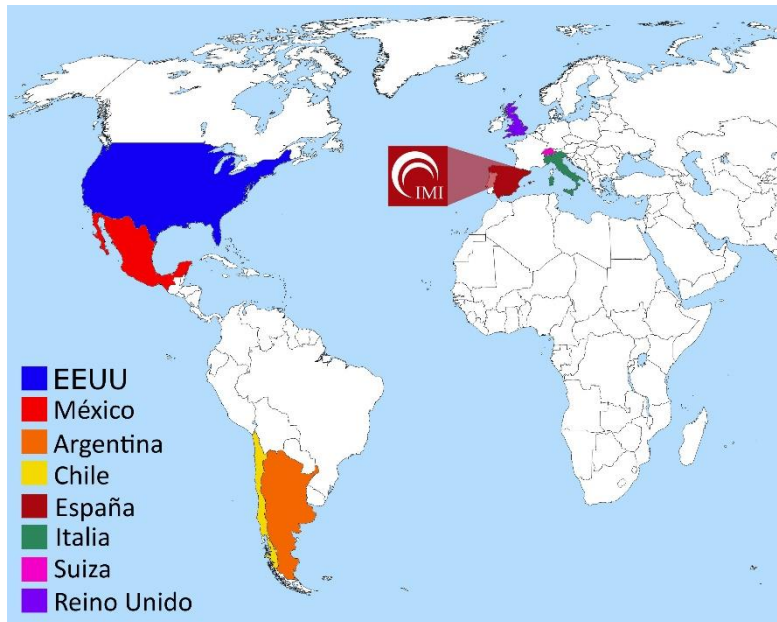 IMI
EEUU
México
Argentina
Chile
España
Italia
Suiza
Reino Unido